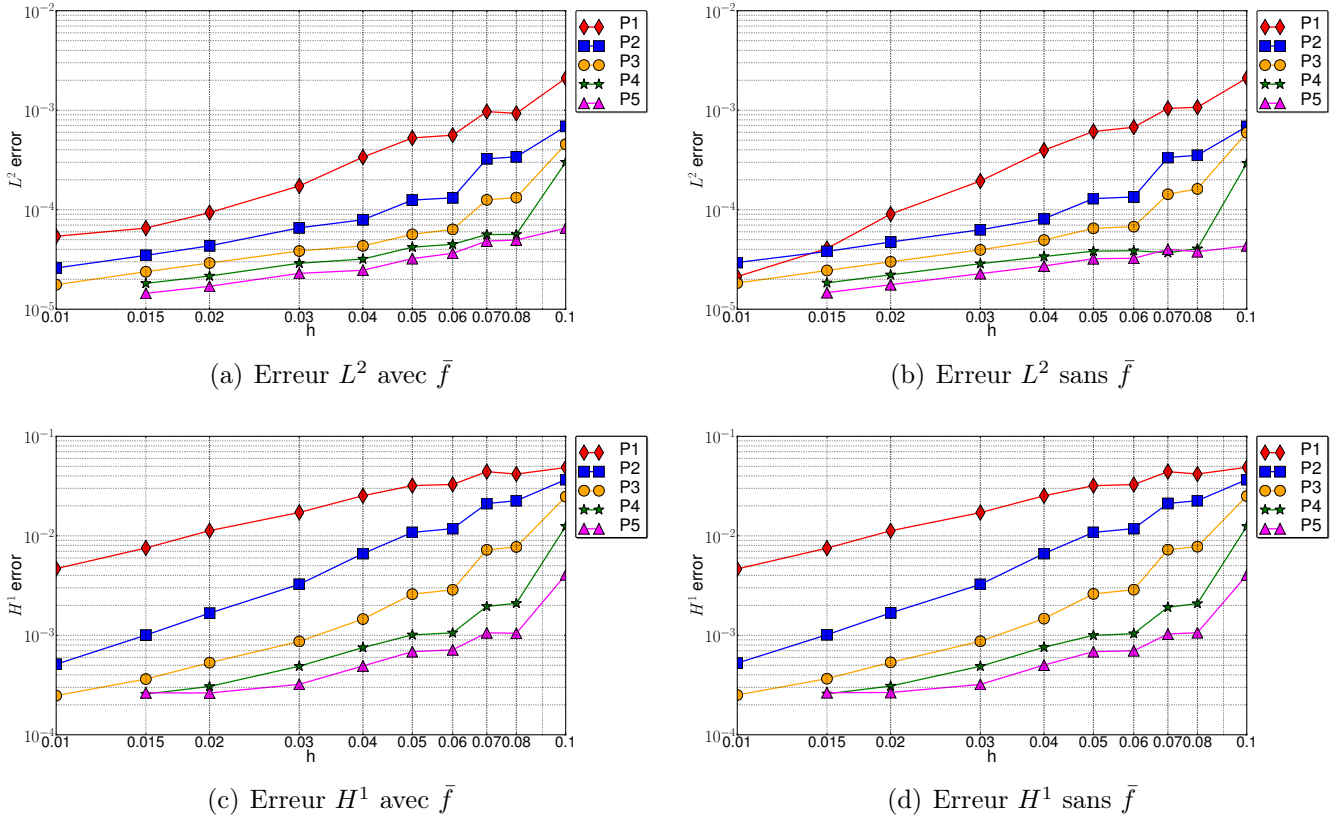 10^{-2}
10^{-3}
10^{-4}
10^{-5}
L^2 error
0.01 0.015 0.02 0.03 0.04 0.05 0.06 0.07 0.08 0.1
h
P1
P2
P3
P4
P5
(a) Erreur L^2 avec \bar{f}
10^{-2}
10^{-3}
10^{-4}
10^{-5}
L^2 error
0.01 0.015 0.02 0.03 0.04 0.05 0.06 0.07 0.08 0.1
h
P1
P2
P3
P4
P5
(b) Erreur L^2 sans \bar{f}
10^{-1}
10^{-2}
10^{-3}
10^{-4}
H^1 error
0.01 0.015 0.02 0.03 0.04 0.05 0.06 0.07 0.08 0.1
h
P1
P2
P3
P4
P5
(c) Erreur H^1 avec \bar{f}
10^{-1}
10^{-2}
10^{-3}
10^{-4}
H^1 error
0.01 0.015 0.02 0.03 0.04 0.05 0.06 0.07 0.08 0.1
h
P1
P2
P3
P4
P5
(d) Erreur H^1 sans \bar{f}